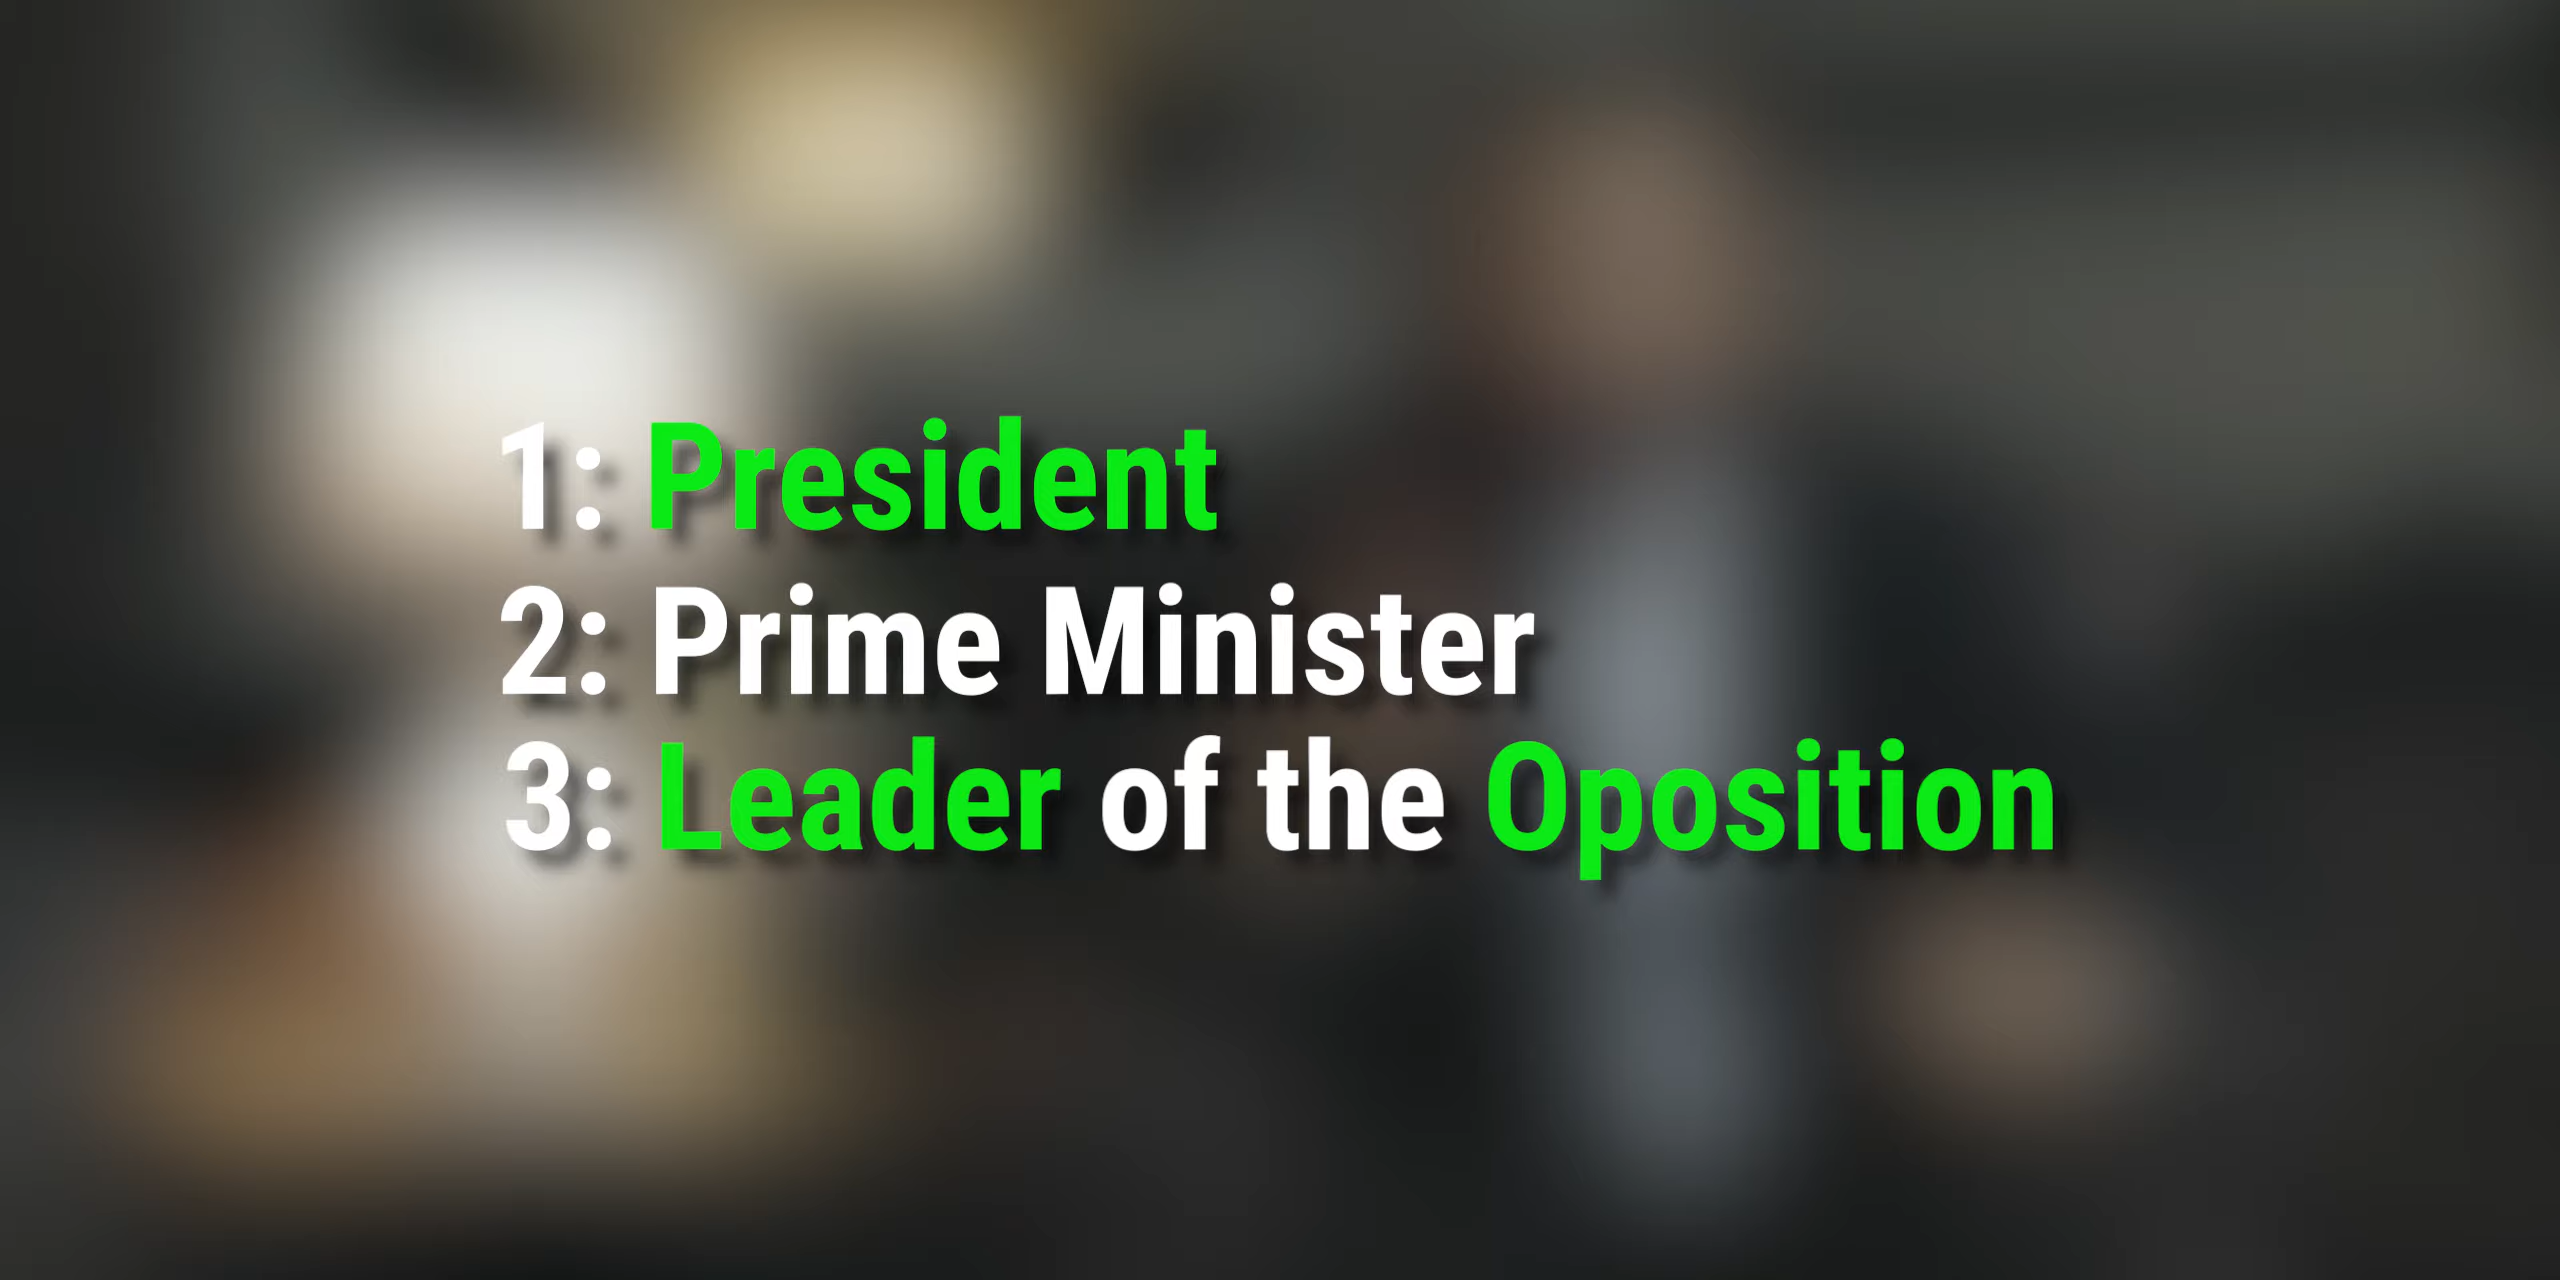 1: President
2: Prime Minister
3: Leader of the Oposition